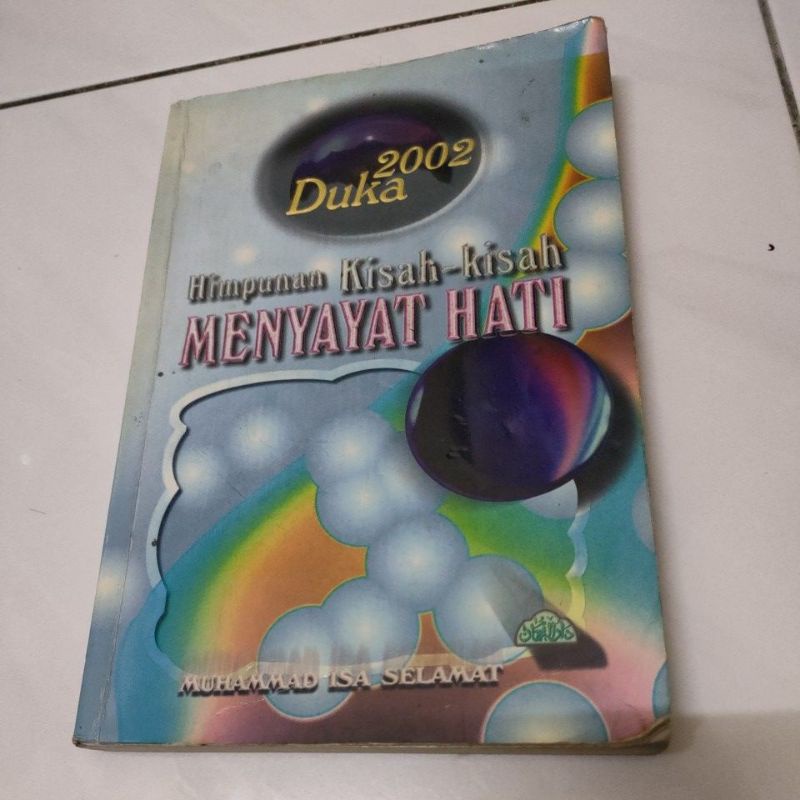 2002
Duka
Himpunan Kisah-kisah
MENYAYAT HATI
MUHAMMAD ISA SELAMAT